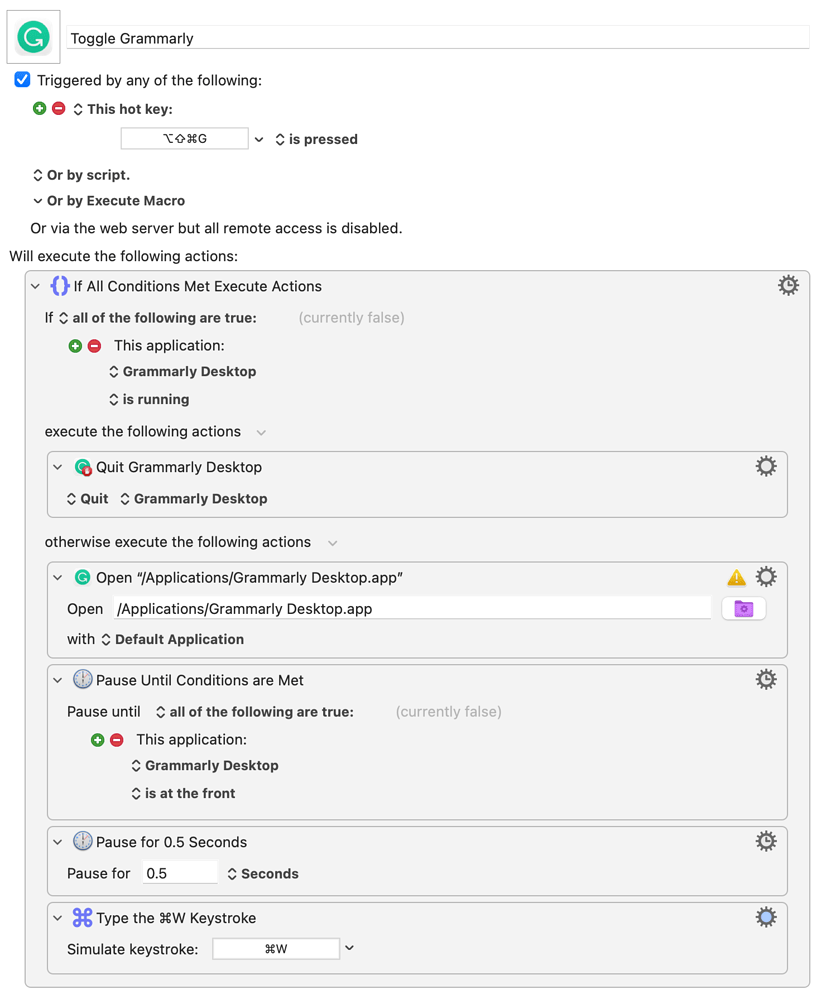 Toggle Grammarly
Triggered by any of the following:
This hot key:
⌥⇧⌘G is pressed
Or by script.
Or by Execute Macro
Or via the web server but all remote access is disabled.
Will execute the following actions:
If All Conditions Met Execute Actions
If all of the following are true: (currently false)
This application:
Grammarly Desktop
is running
execute the following actions
Quit Grammarly Desktop
Quit Grammarly Desktop
otherwise execute the following actions
Open “/Applications/Grammarly Desktop.app”
Open /Applications/Grammarly Desktop.app
with Default Application
Pause Until Conditions are Met
Pause until all of the following are true: (currently false)
This application:
Grammarly Desktop
is at the front
Pause for 0.5 Seconds
Pause for 0.5 Seconds
Type the ⌘W Keystroke
Simulate keystroke: ⌘W